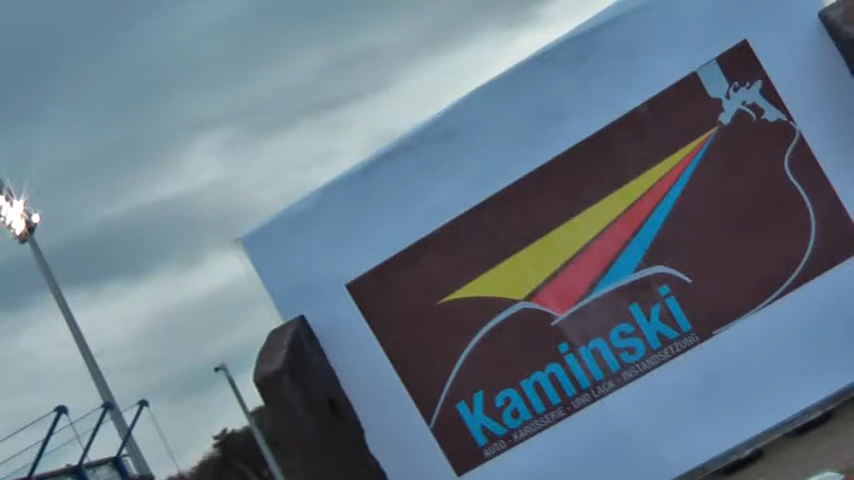 Kaminski
AUTO - KAROSSERIE - UND LACK - INSTANDSETZUNG